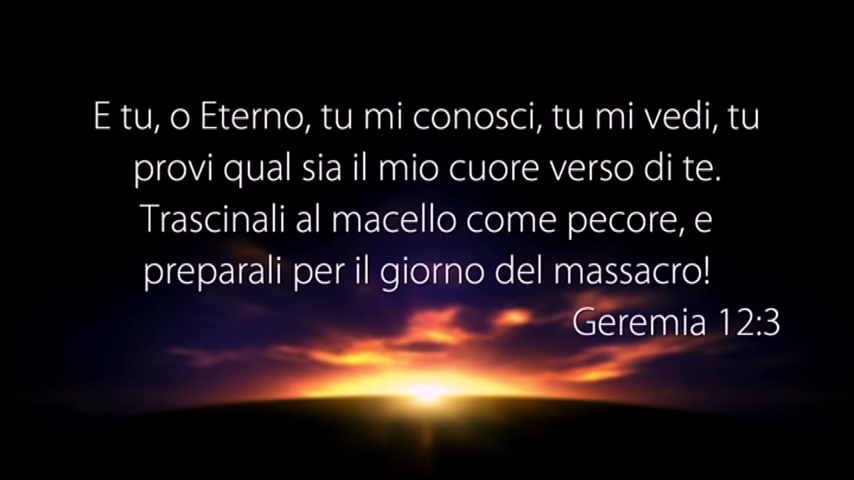 E tu, o Eterno, tu mi conosci, tu mi vedi, tu
provi qual sia il mio cuore verso di te.
Trascinali al macello come pecore, e
preparali per il giorno del massacro!
Geremia 12:3